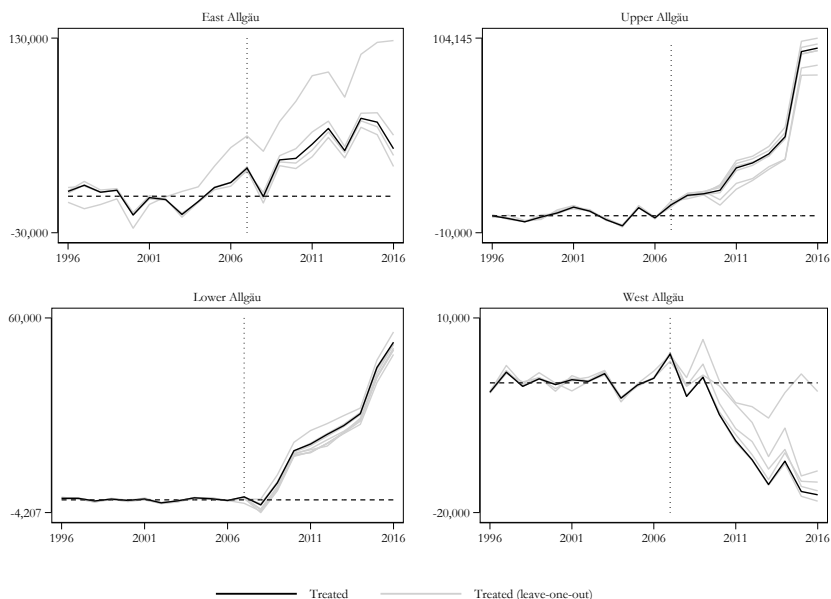 East Allgäu
130,000
-30,000
1996 2001 2006 2011 2016
Upper Allgäu
104,145
-10,000
1996 2001 2006 2011 2016
Lower Allgäu
60,000
-4,207
1996 2001 2006 2011 2016
West Allgäu
10,000
-20,000
1996 2001 2006 2011 2016
Treated Treated (leave-one-out)